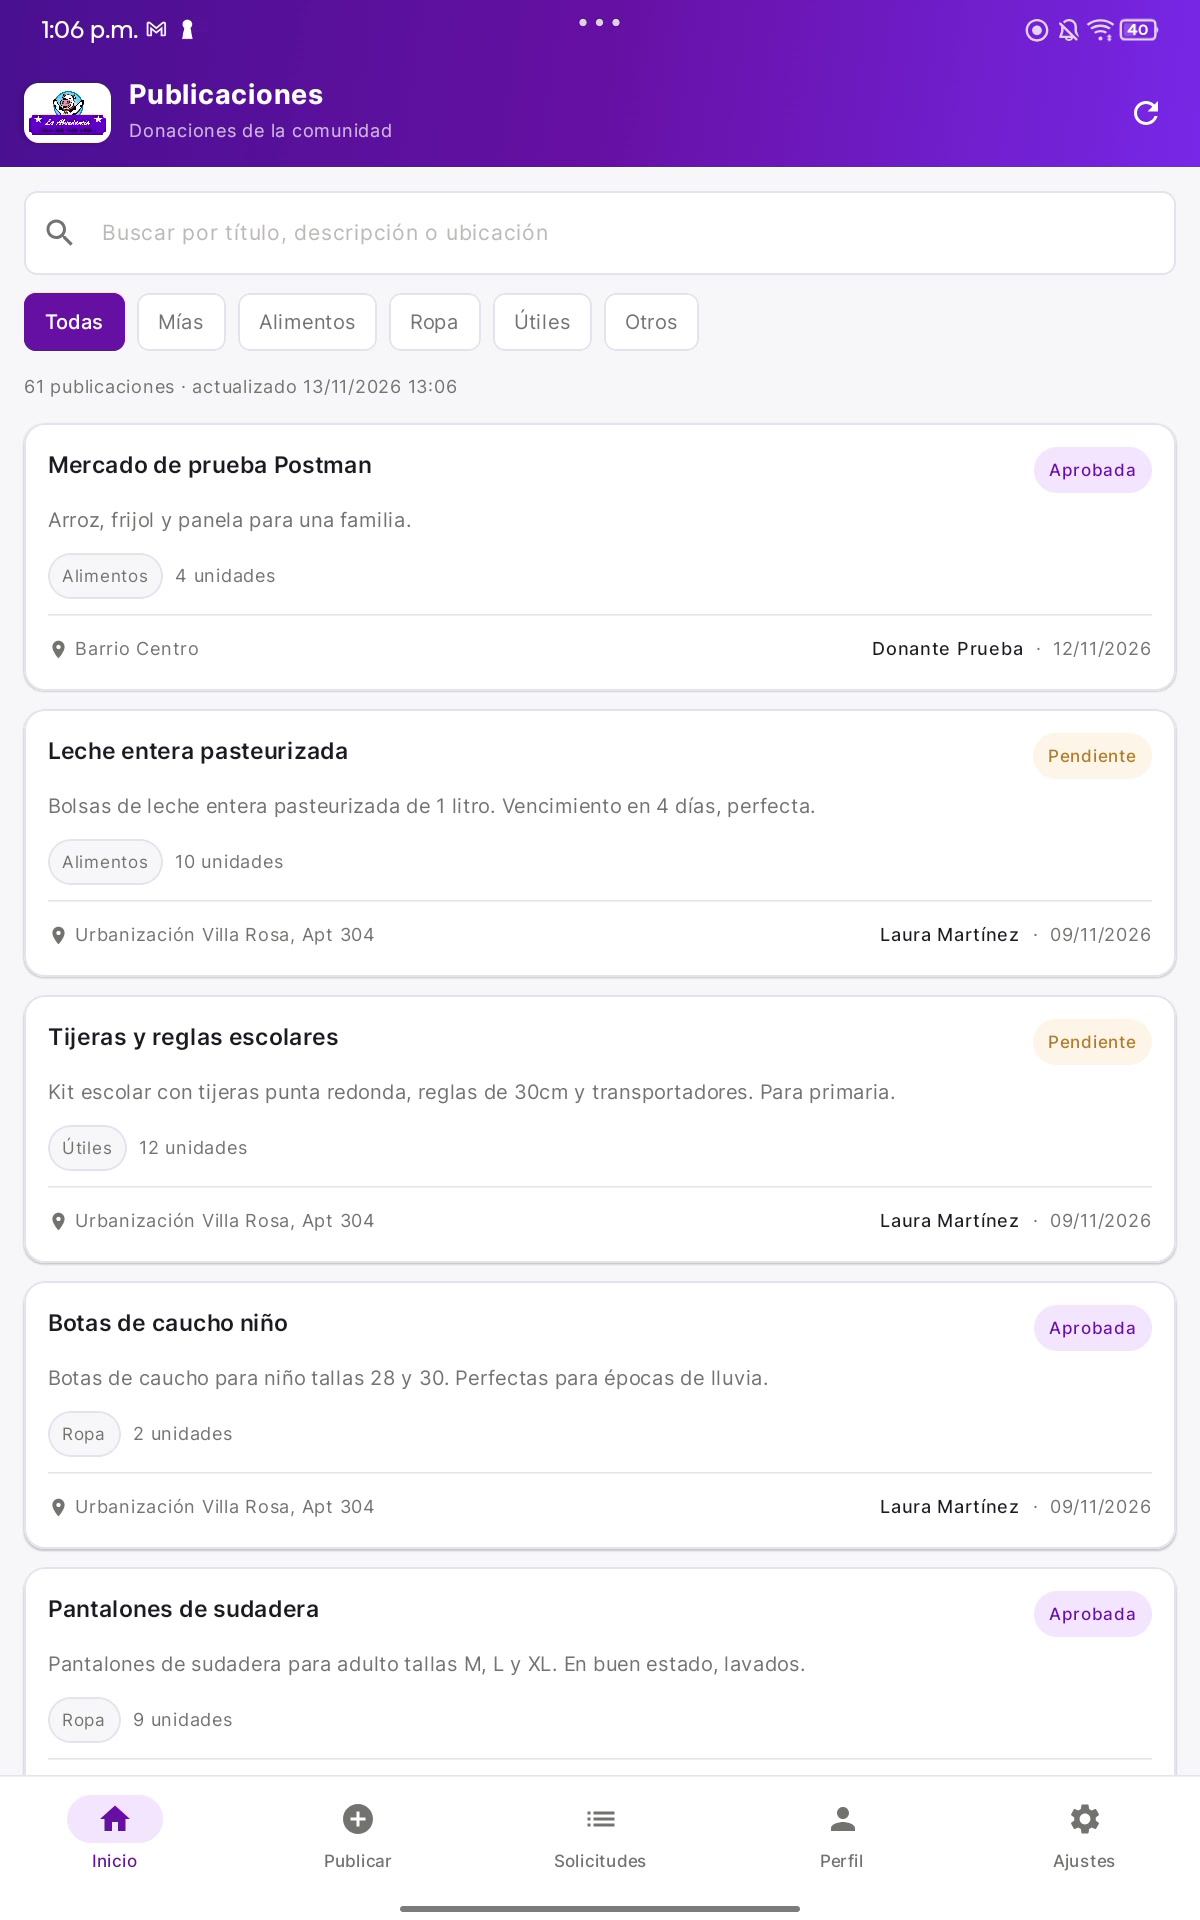 1:06 p.m.
40
La Abundancia
Publicaciones
Donaciones de la comunidad
Buscar por título, descripción o ubicación
Todas
Mías
Alimentos
Ropa
Útiles
Otros
61 publicaciones · actualizado 13/11/2026 13:06
Mercado de prueba Postman
Aprobada
Arroz, frijol y panela para una familia.
Alimentos
4 unidades
Barrio Centro
Donante Prueba · 12/11/2026
Leche entera pasteurizada
Pendiente
Bolsas de leche entera pasteurizada de 1 litro. Vencimiento en 4 días, perfecta.
Alimentos
10 unidades
Urbanización Villa Rosa, Apt 304
Laura Martínez · 09/11/2026
Tijeras y reglas escolares
Pendiente
Kit escolar con tijeras punta redonda, reglas de 30cm y transportadores. Para primaria.
Útiles
12 unidades
Urbanización Villa Rosa, Apt 304
Laura Martínez · 09/11/2026
Botas de caucho niño
Aprobada
Botas de caucho para niño tallas 28 y 30. Perfectas para épocas de lluvia.
Ropa
2 unidades
Urbanización Villa Rosa, Apt 304
Laura Martínez · 09/11/2026
Pantalones de sudadera
Aprobada
Pantalones de sudadera para adulto tallas M, L y XL. En buen estado, lavados.
Ropa
9 unidades
Inicio
Publicar
Solicitudes
Perfil
Ajustes